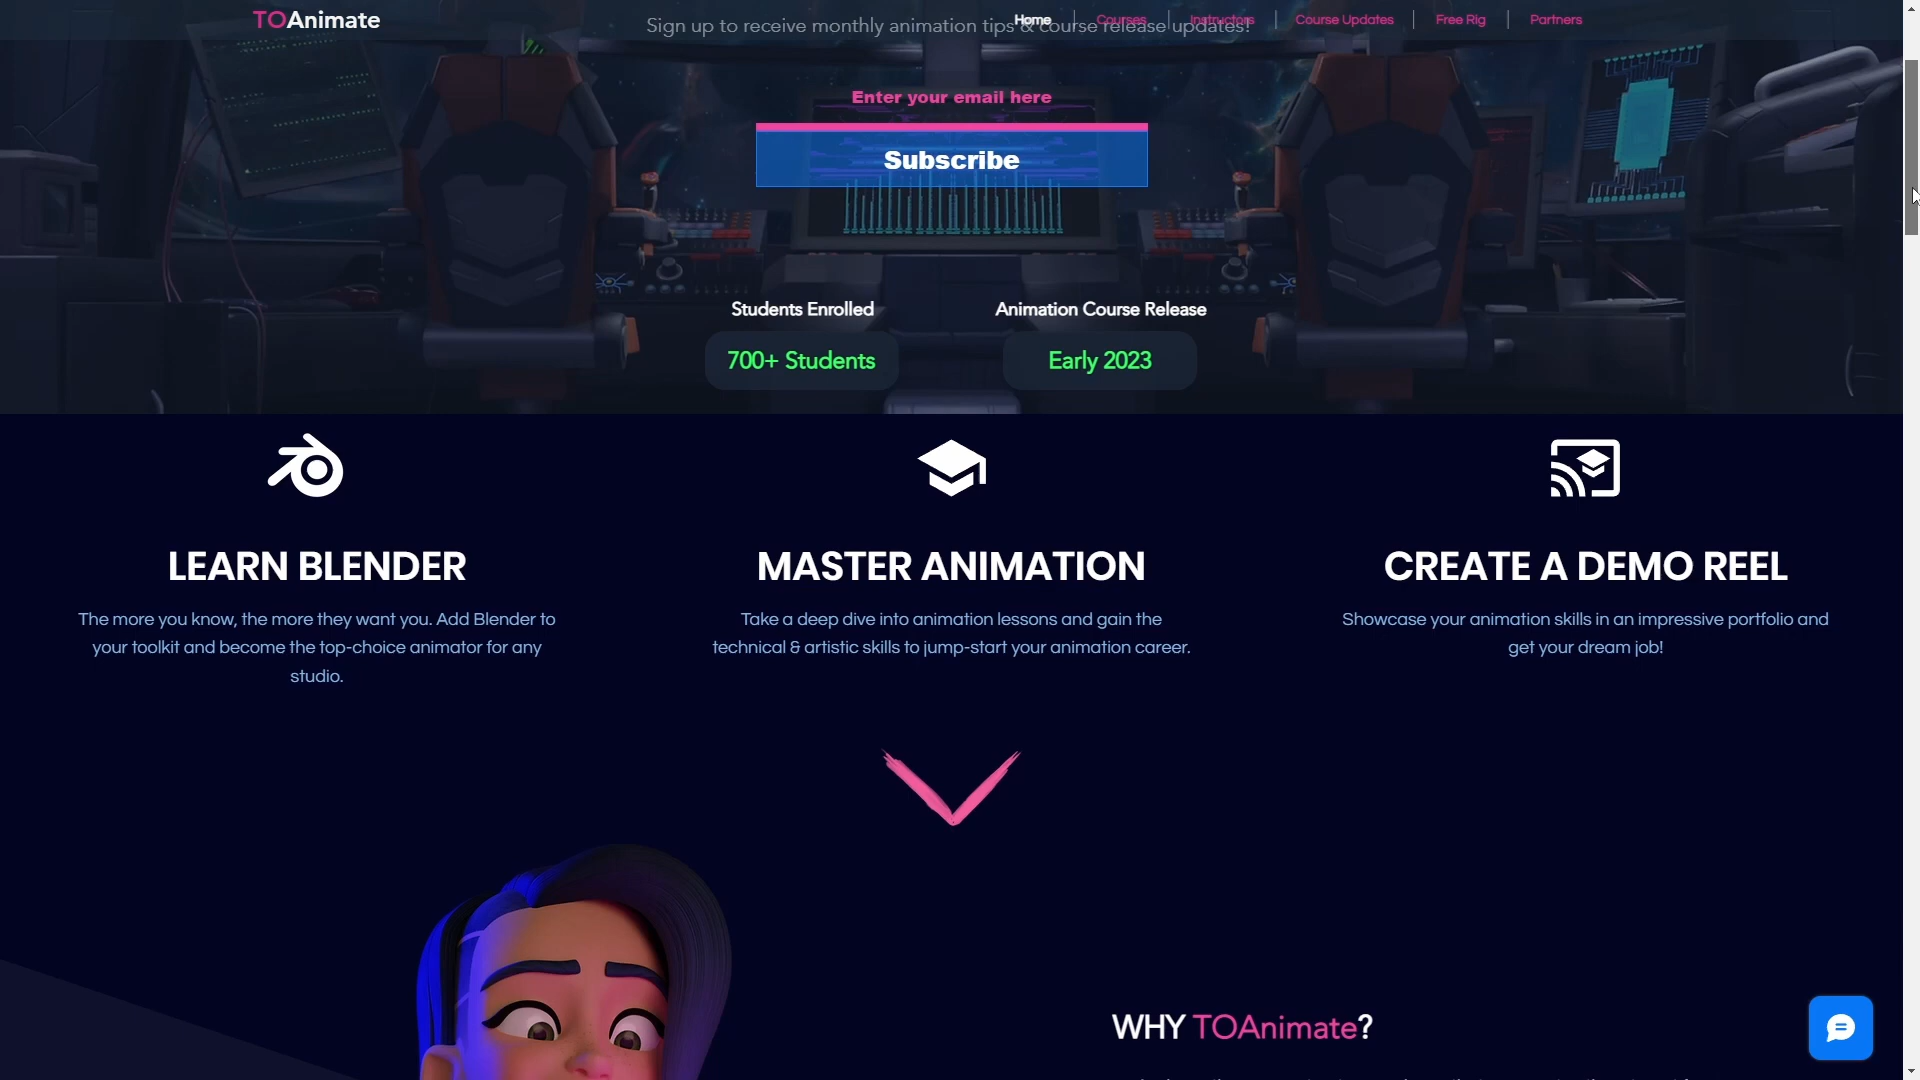 TOAnimate
Home
Courses
Instructors
Course Updates
Free Rig
Partners
Sign up to receive monthly animation tips & course release updates!
Enter your email here
Subscribe
Students Enrolled
700+ Students
Animation Course Release
Early 2023
LEARN BLENDER
The more you know, the more they want you. Add Blender to
your toolkit and become the top-choice animator for any
studio.
MASTER ANIMATION
Take a deep dive into animation lessons and gain the
technical & artistic skills to jump-start your animation career.
CREATE A DEMO REEL
Showcase your animation skills in an impressive portfolio and
get your dream job!
WHY TOAnimate?